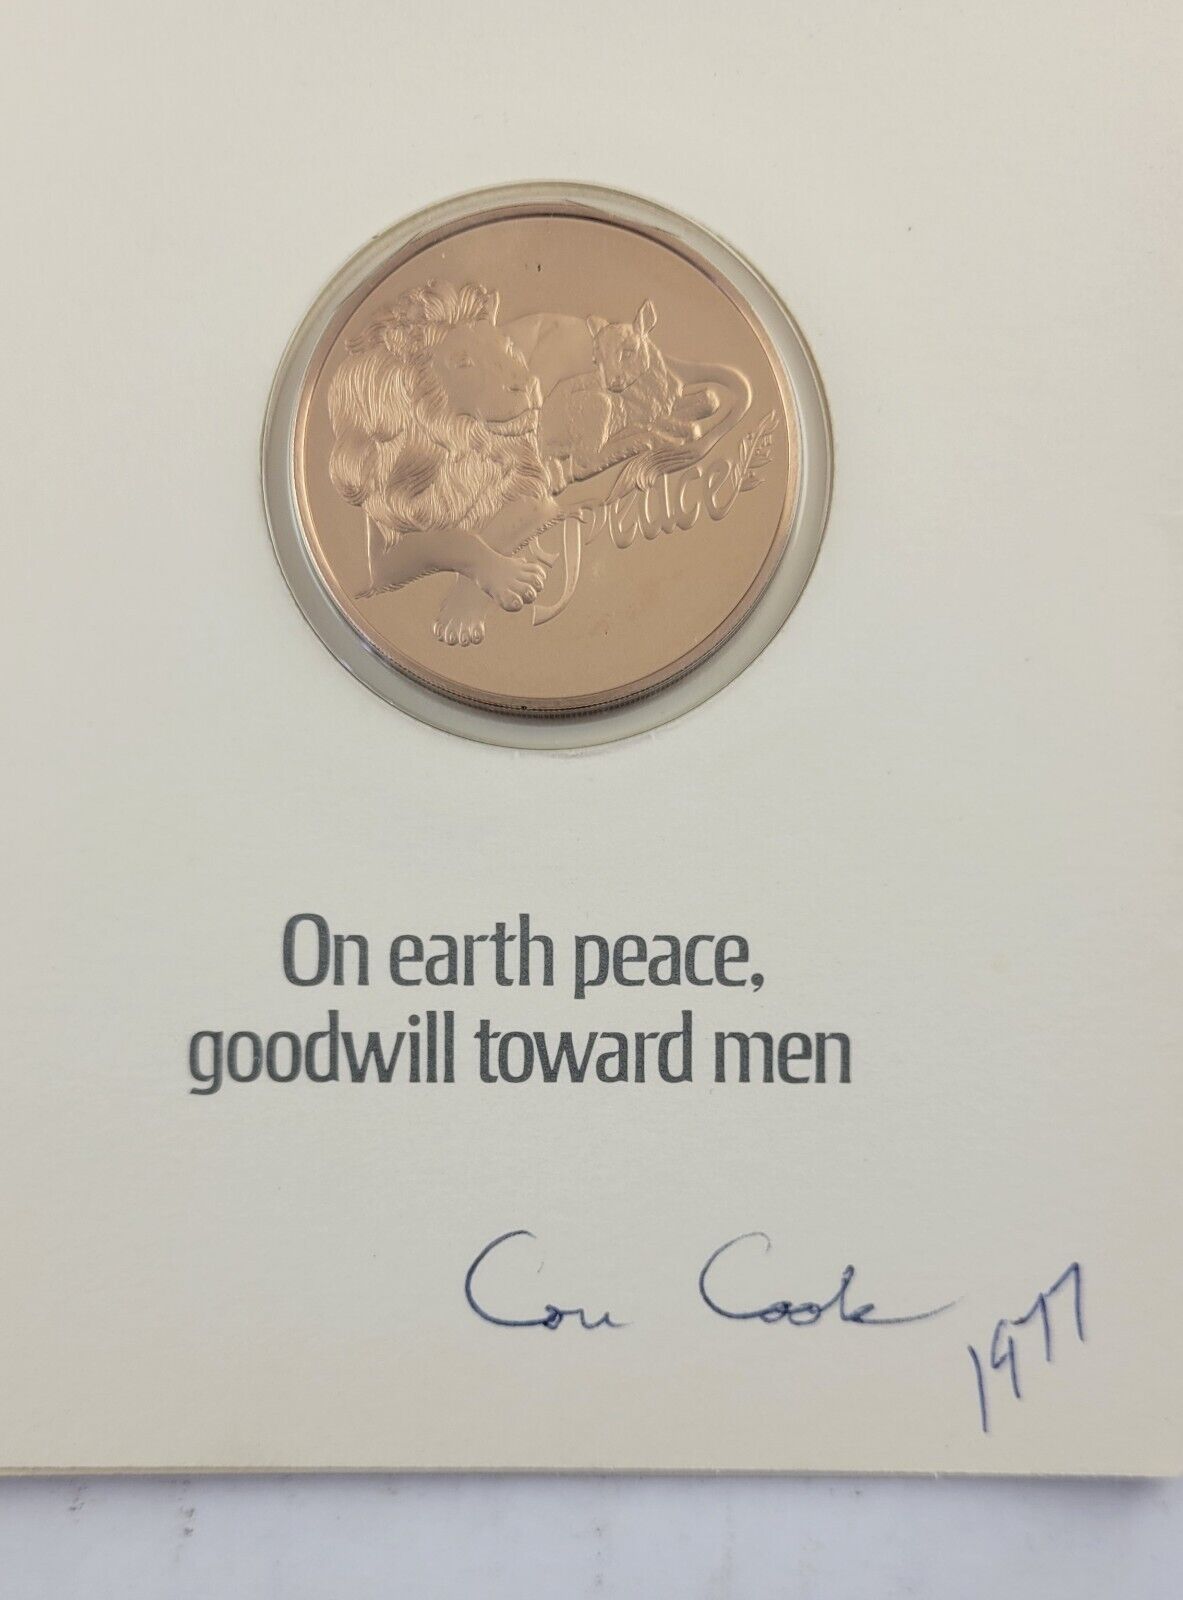 Peace
On earth peace,
goodwill toward men
Con Cook
1977